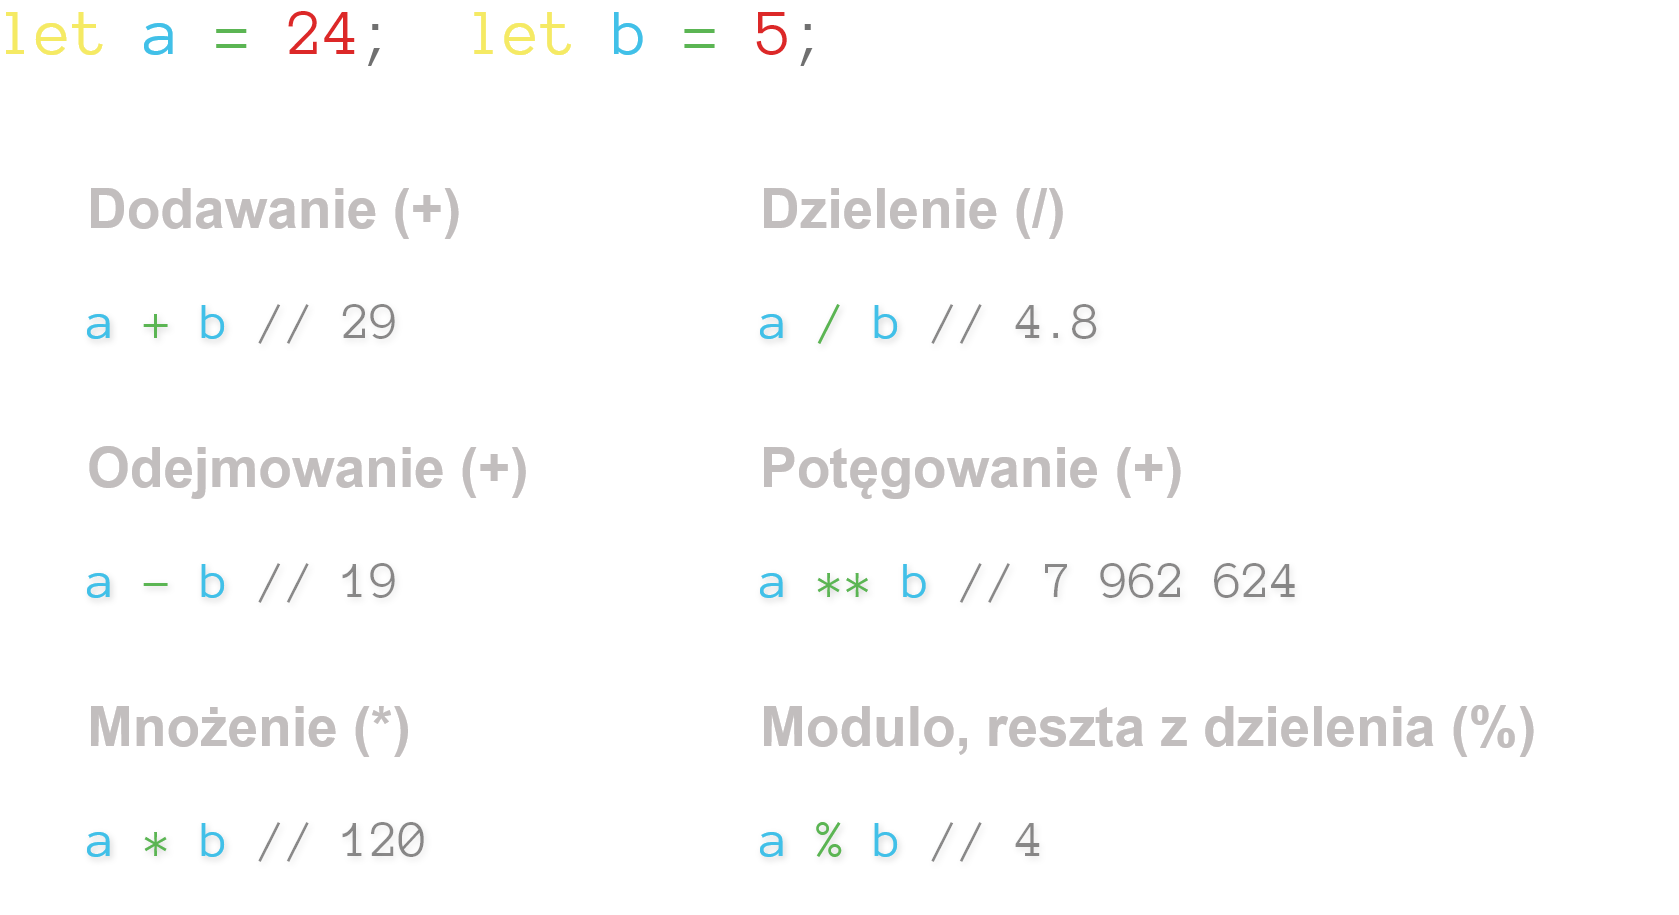 let a = 24;  let b = 5;
Dodawanie (+)
a + b // 29
Odejmowanie (+)
a - b // 19
Mnożenie (*)
a * b // 120
Dzielenie (/)
a / b // 4.8
Potęgowanie (+)
a ** b // 7 962 624
Modulo, reszta z dzielenia (%)
a % b // 4